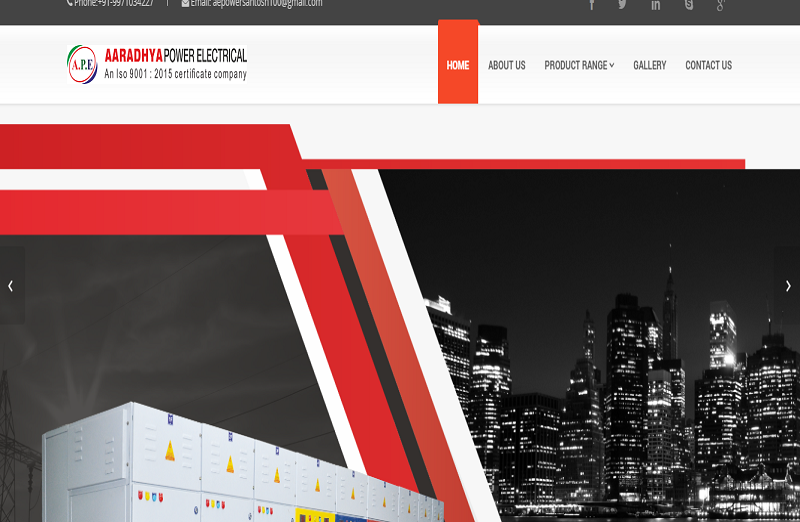 Phone:+91-9971034227 | Email: aepowersantosh100@gmail.com
A.P.E
AARADHYA POWER ELECTRICAL
An Iso 9001 : 2015 certificate company
HOME ABOUT US PRODUCT RANGE GALLERY CONTACT US